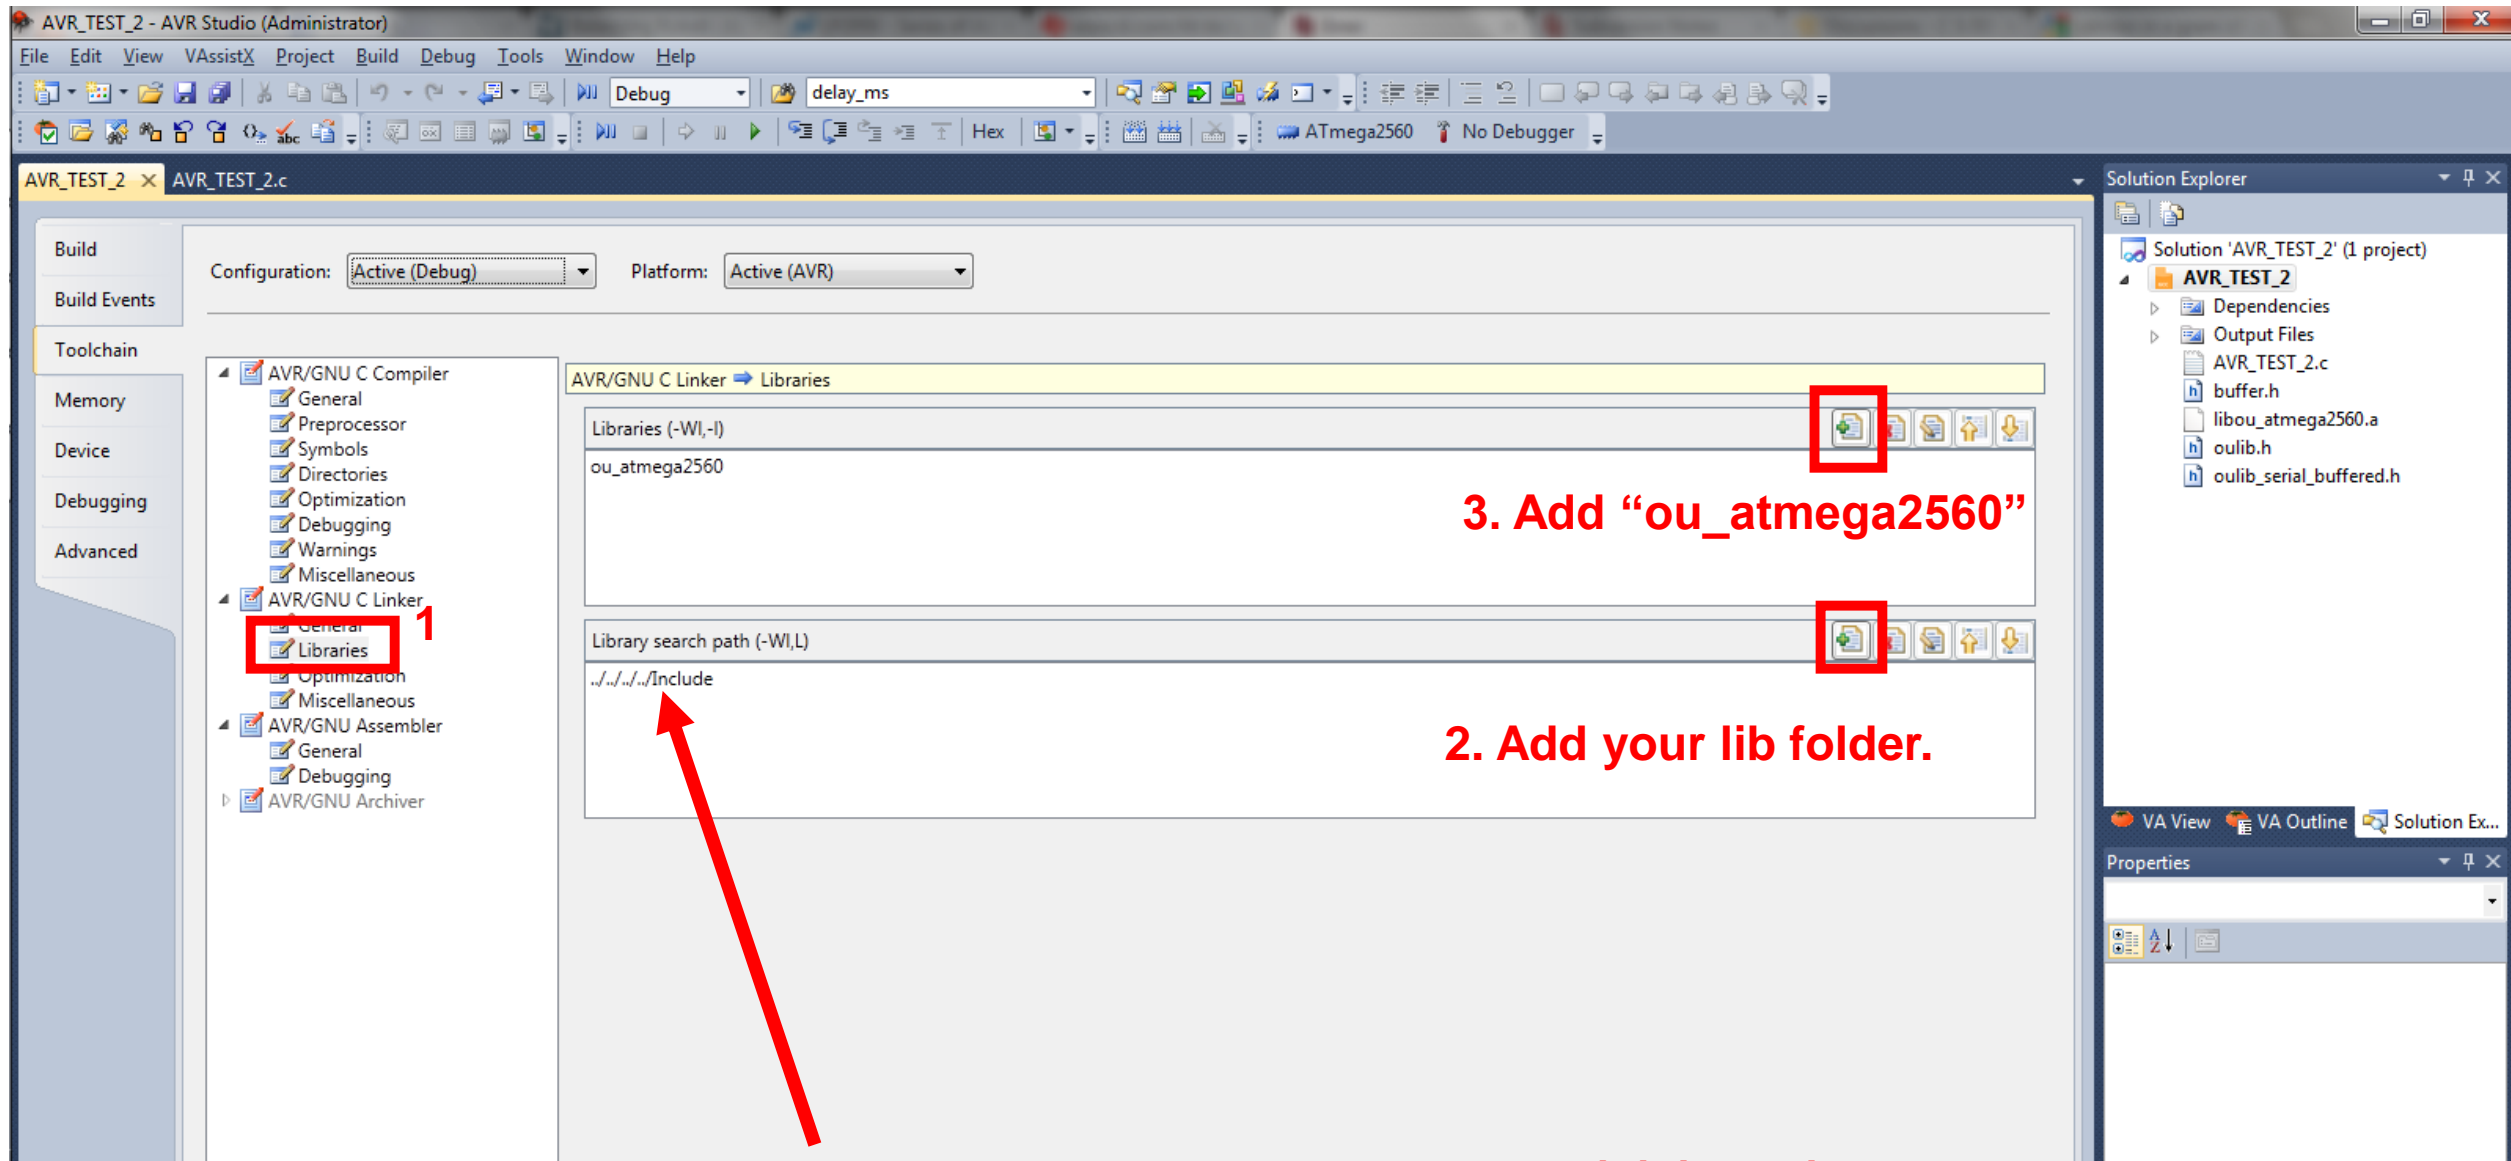 AVR_TEST_2 - AVR Studio (Administrator)
File Edit View VAssistX Project Build Debug Tools Window Help
Debug delay_ms
Hex ATmega2560 No Debugger
AVR_TEST_2 AVR_TEST_2.c
Build
Build Events
Toolchain
Memory
Device
Debugging
Advanced
Configuration: Active (Debug) Platform: Active (AVR)
AVR/GNU C Compiler
General
Preprocessor
Symbols
Directories
Optimization
Debugging
Warnings
Miscellaneous
AVR/GNU C Linker
General
Libraries
Optimization
Miscellaneous
AVR/GNU Assembler
General
Debugging
AVR/GNU Archiver
1
AVR/GNU C Linker Libraries
Libraries (-Wl,-l)
ou_atmega2560
3. Add “ou_atmega2560”
Library search path (-Wl,L)
../../../../Include
2. Add your lib folder.
Solution Explorer
Solution 'AVR_TEST_2' (1 project)
AVR_TEST_2
Dependencies
Output Files
AVR_TEST_2.c
buffer.h
libou_atmega2560.a
oulib.h
oulib_serial_buffered.h
VA View VA Outline Solution Ex...
Properties